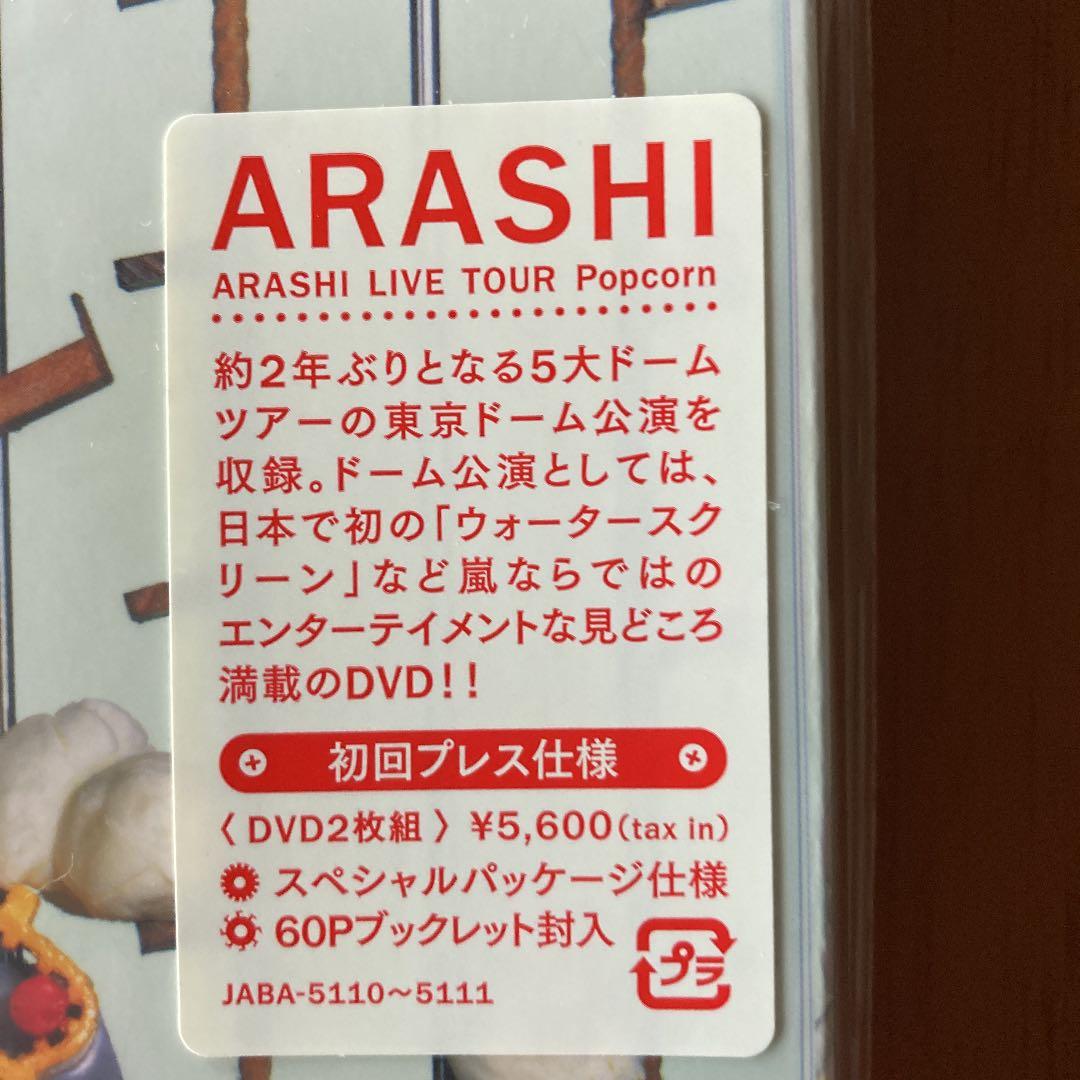 ARASHI
ARASHI LIVE TOUR Popcorn
約2年ぶりとなる5大ドーム
ツアーの東京ドーム公演を
収録。ドーム公演としては、
日本で初の「ウォータースク
リーン」など嵐ならではの
エンターテイメントな見どころ
満載のDVD!!
初回プレス仕様
〈DVD2枚組〉¥5,600(tax in)
スペシャルパッケージ仕様
60Pブックレット封入
プラ
JABA-5110〜5111